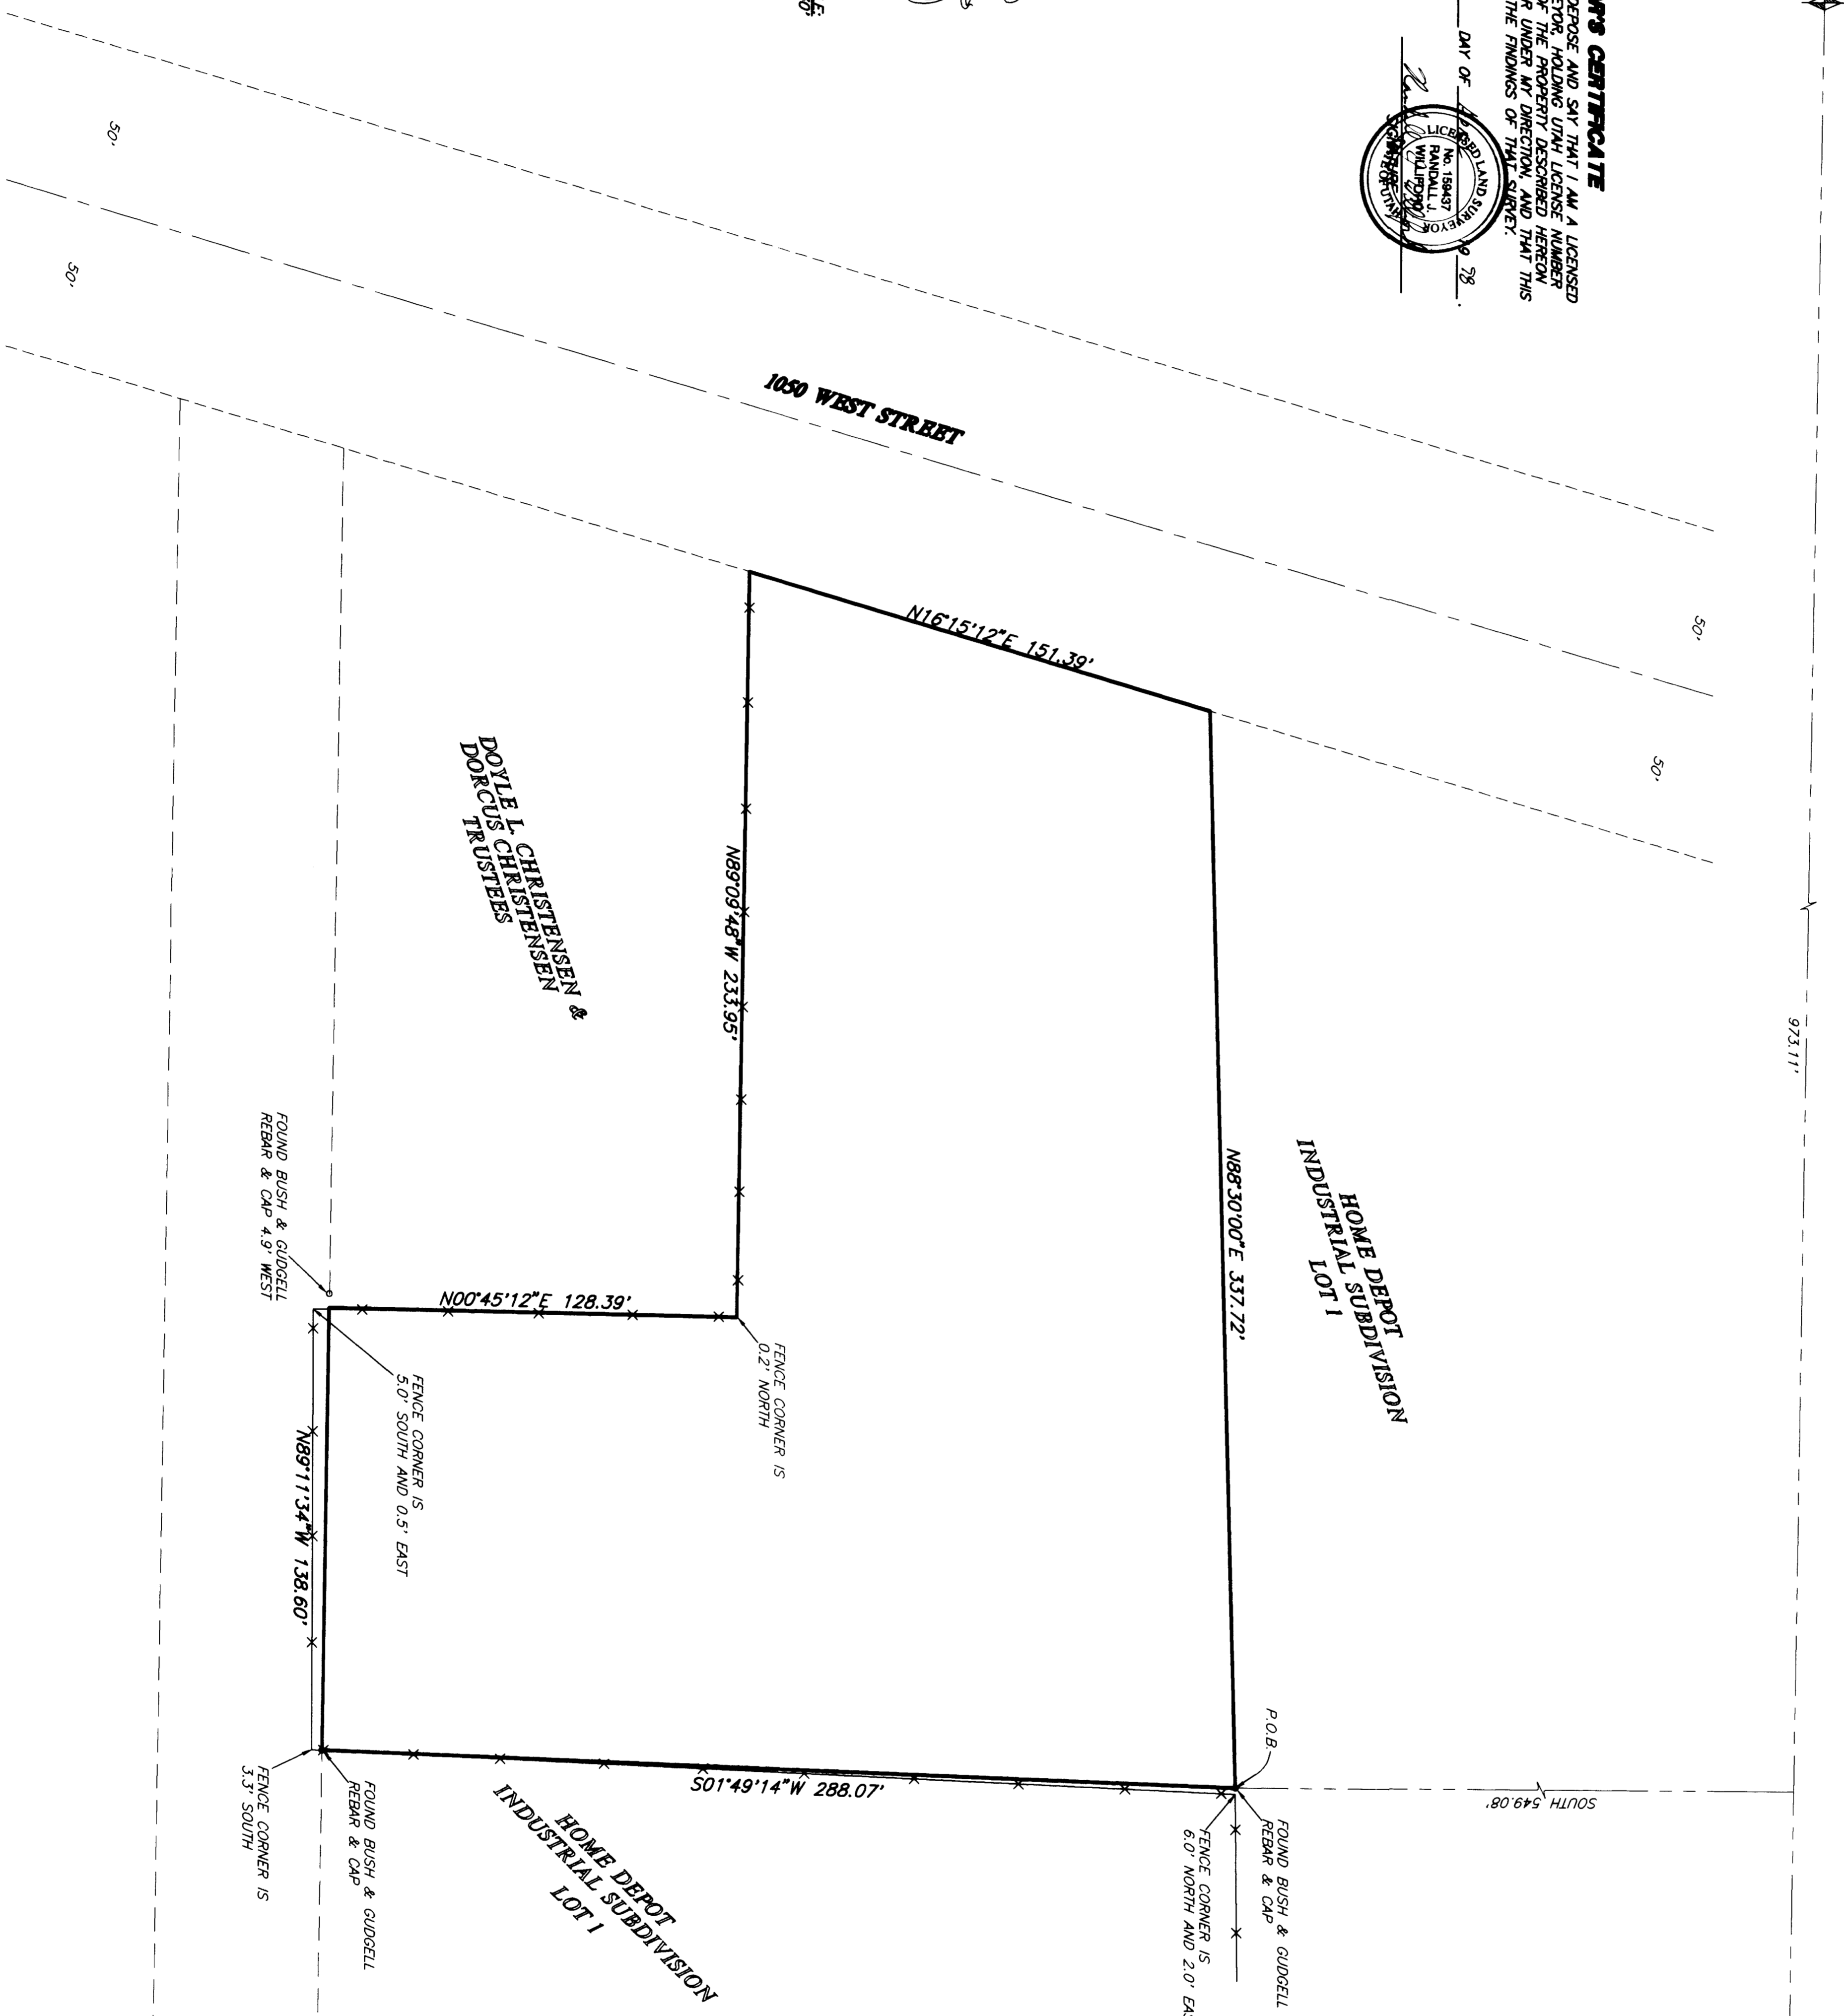 OR'S CERTIFICATE
DEPOSE AND SAY THAT I AM A LICENSED
EYOR, HOLDING UTAH LICENSE NUMBER
OF THE PROPERTY DESCRIBED HEREON
R UNDER MY DIRECTION, AND THAT THIS
THE FINDINGS OF THAT SURVEY.
DAY OF
98 .
LICENSED LAND SURVEYOR
No. 159437
RANDALL J.
WILLIFORD
STATE OF UTAH
50'
50'
1050 WEST STREET
50'
50'
973.11'
N16°15'12"E 151.39'
DOYLE L. CHRISTENSEN &
DORCUS CHRISTENSEN
TRUSTEES
N89°09'48"W 233.95'
N88°30'00"E 337.72'
HOME DEPOT
INDUSTRIAL SUBDIVISION
LOT 1
FOUND BUSH & GUDGELL
REBAR & CAP 4.9' WEST
N00°45'12"E 128.39'
FENCE CORNER IS
0.2' NORTH
FENCE CORNER IS
5.0' SOUTH AND 0.5' EAST
N89°11'34"W 138.60'
P.O.B.
SOUTH 549.08'
S01°49'14"W 288.07'
FENCE CORNER IS
3.3' SOUTH
FOUND BUSH & GUDGELL
REBAR & CAP
HOME DEPOT
INDUSTRIAL SUBDIVISION
LOT 1
FOUND BUSH & GUDGELL
REBAR & CAP
FENCE CORNER IS
6.0' NORTH AND 2.0' EAS